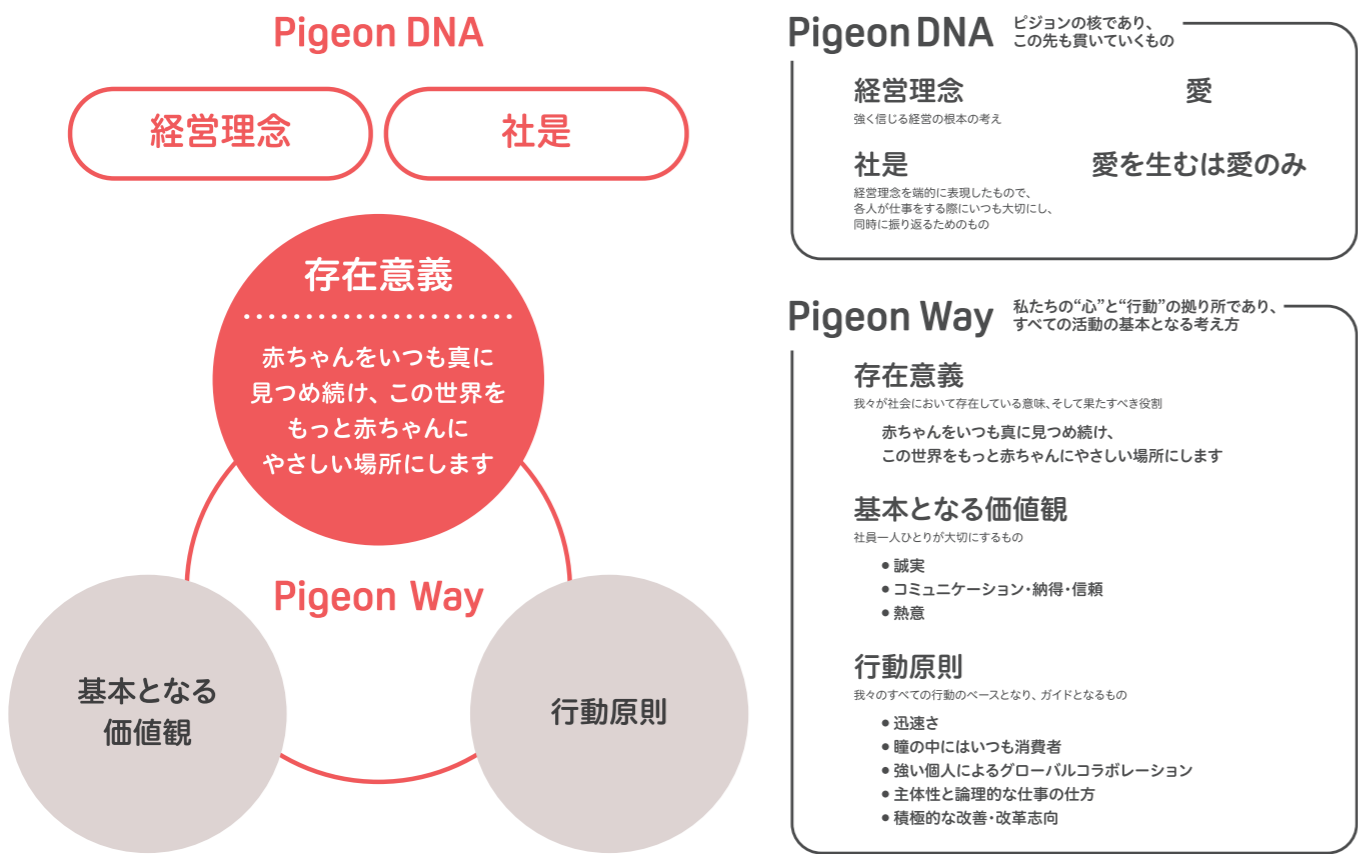 Pigeon DNA
経営理念
社是
存在意義
赤ちゃんをいつも真に
見つめ続け、この世界を
もっと赤ちゃんに
やさしい場所にします
Pigeon Way
基本となる
価値観
行動原則
Pigeon DNA
ピジョンの核であり、
この先も貫いていくもの
経営理念
愛
強く信じる経営の根本の考え
社是
愛を生むは愛のみ
経営理念を端的に表現したもので、
各人が仕事をする際にいつも大切にし、
同時に振り返るためのもの
Pigeon Way
私たちの“心”と“行動”の拠り所であり、
すべての活動の基本となる考え方
存在意義
我々が社会において存在している意味、そして果たすべき役割
赤ちゃんをいつも真に見つめ続け、
この世界をもっと赤ちゃんにやさしい場所にします
基本となる価値観
社員一人ひとりが大切にするもの
● 誠実
● コミュニケーション・納得・信頼
● 熱意
行動原則
我々のすべての行動のベースとなり、ガイドとなるもの
● 迅速さ
● 瞳の中にはいつも消費者
● 強い個人によるグローバルコラボレーション
● 主体性と論理的な仕事の仕方
● 積極的な改善・改革志向